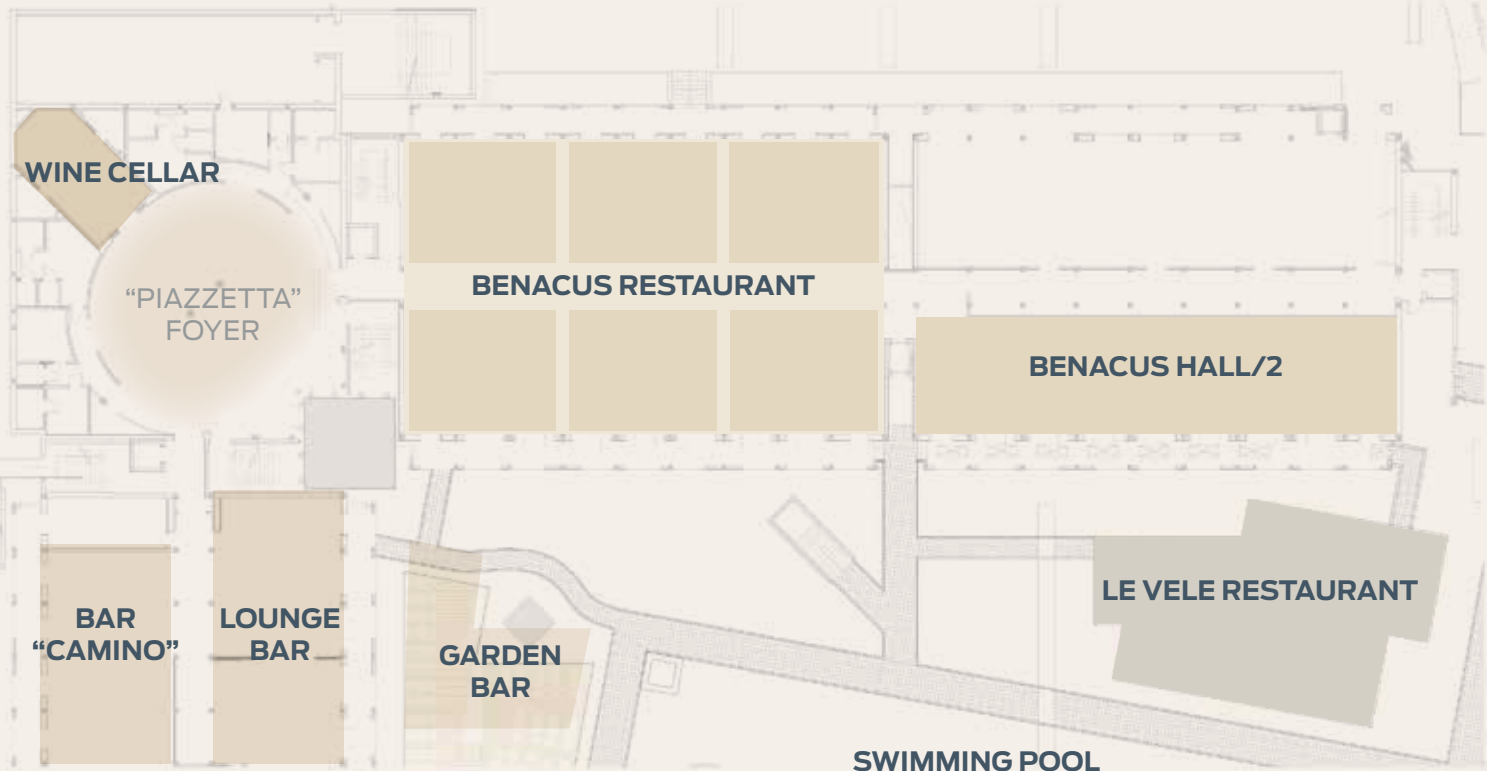 WINE CELLAR
“PIAZZETTA”
FOYER
BENACUS RESTAURANT
BENACUS HALL/2
BAR
“CAMINO”
LOUNGE
BAR
GARDEN
BAR
LE VELE RESTAURANT
SWIMMING POOL